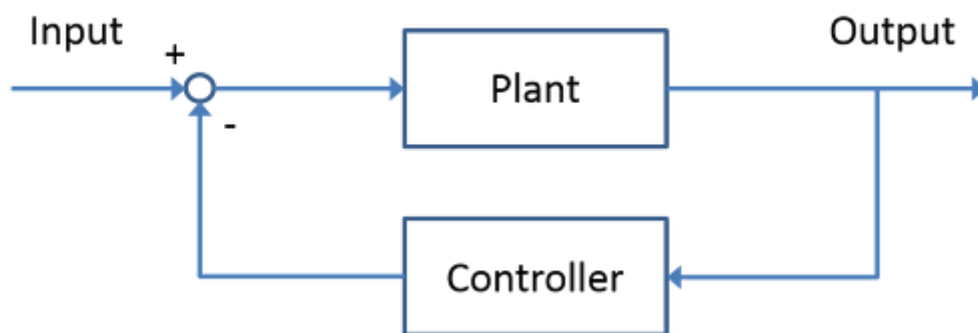 Input
Output
+
Plant
-
Controller